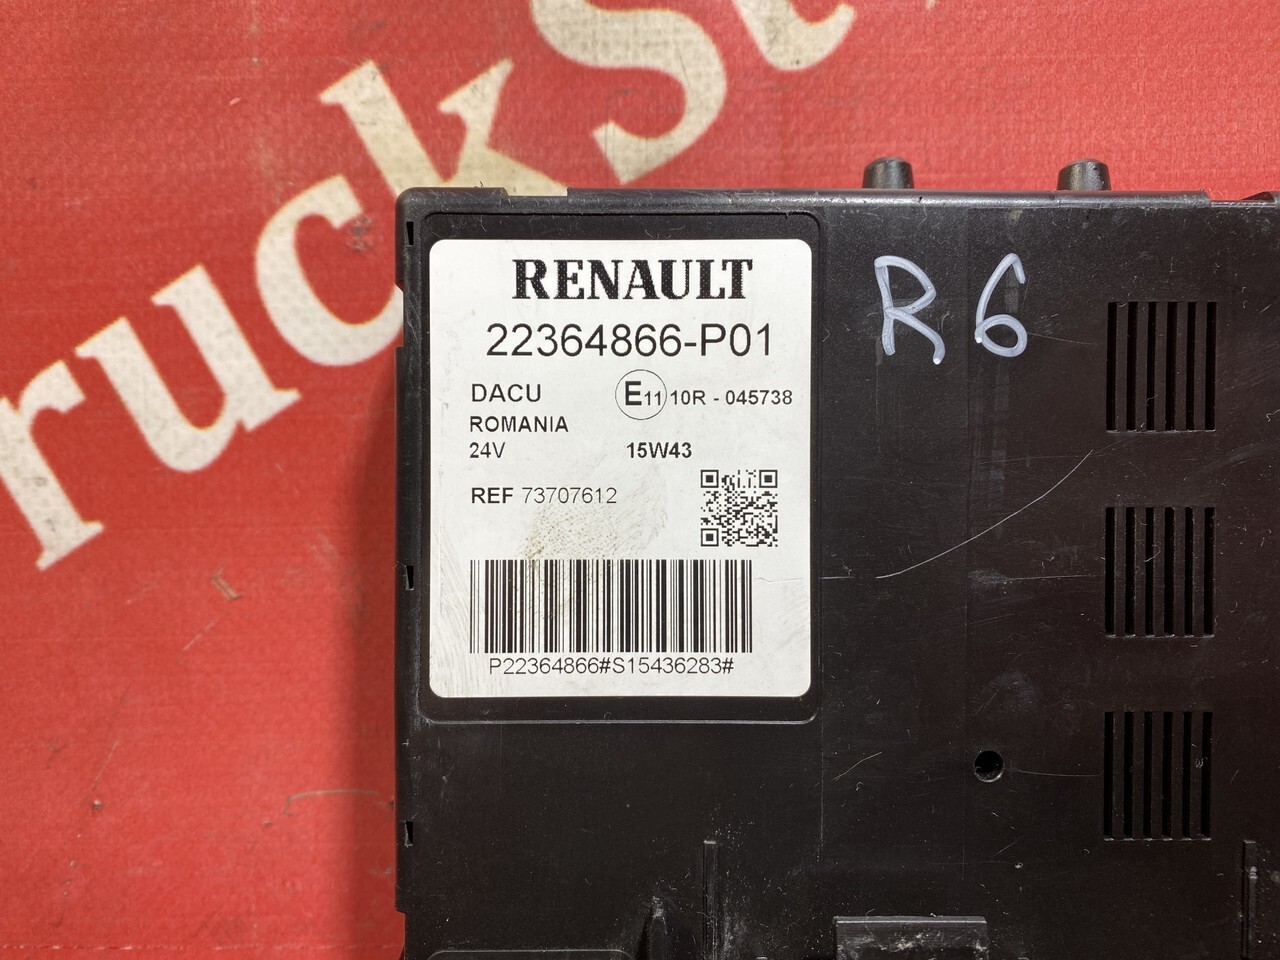 ruckSt
RENAULT
22364866-P01
DACU E11 10R - 045738
ROMANIA
24V 15W43
REF 73707612
P22364866#S15436283#
R6